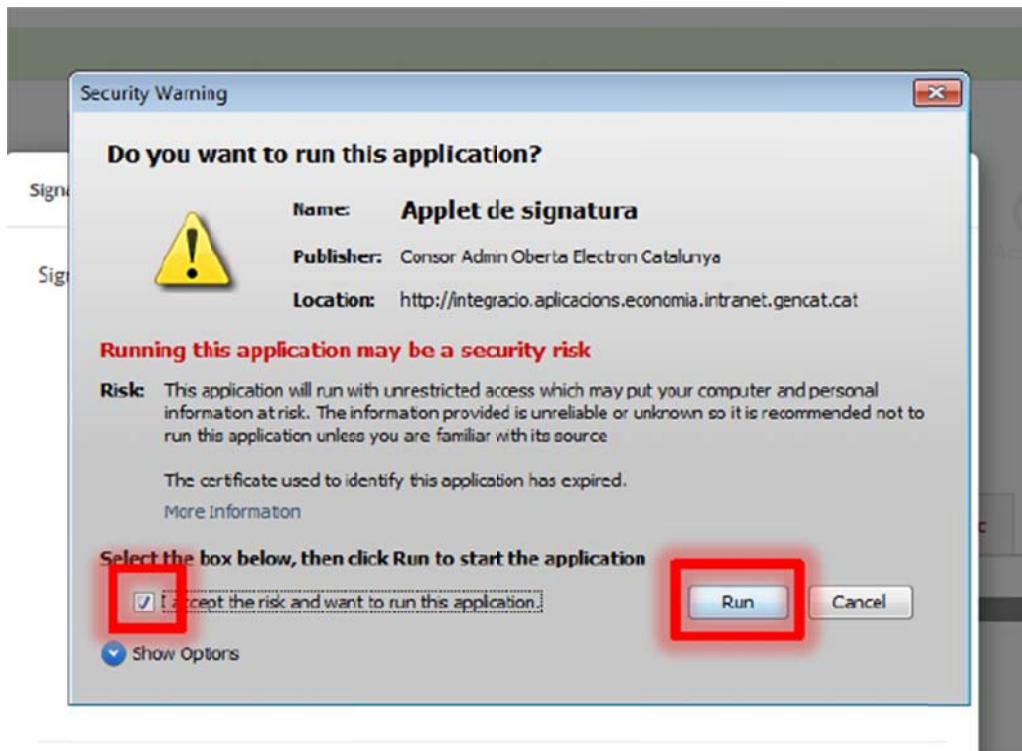 Security Warning
Do you want to run this application?
Name: Applet de signatura
Publisher: Consor Admn Oberta Electron Catalunya
Location: http://integracio.aplicacions.economia.intranet.gencat.cat
Running this application may be a security risk
Risk: This application will run with unrestricted access which may put your computer and personal
information at risk. The information provided is unreliable or unknown so it is recommended not to
run this application unless you are familiar with its source
The certificate used to identify this application has expired.
More Information
Select the box below, then click Run to start the application
I accept the risk and want to run this application.
Run
Cancel
Show Options